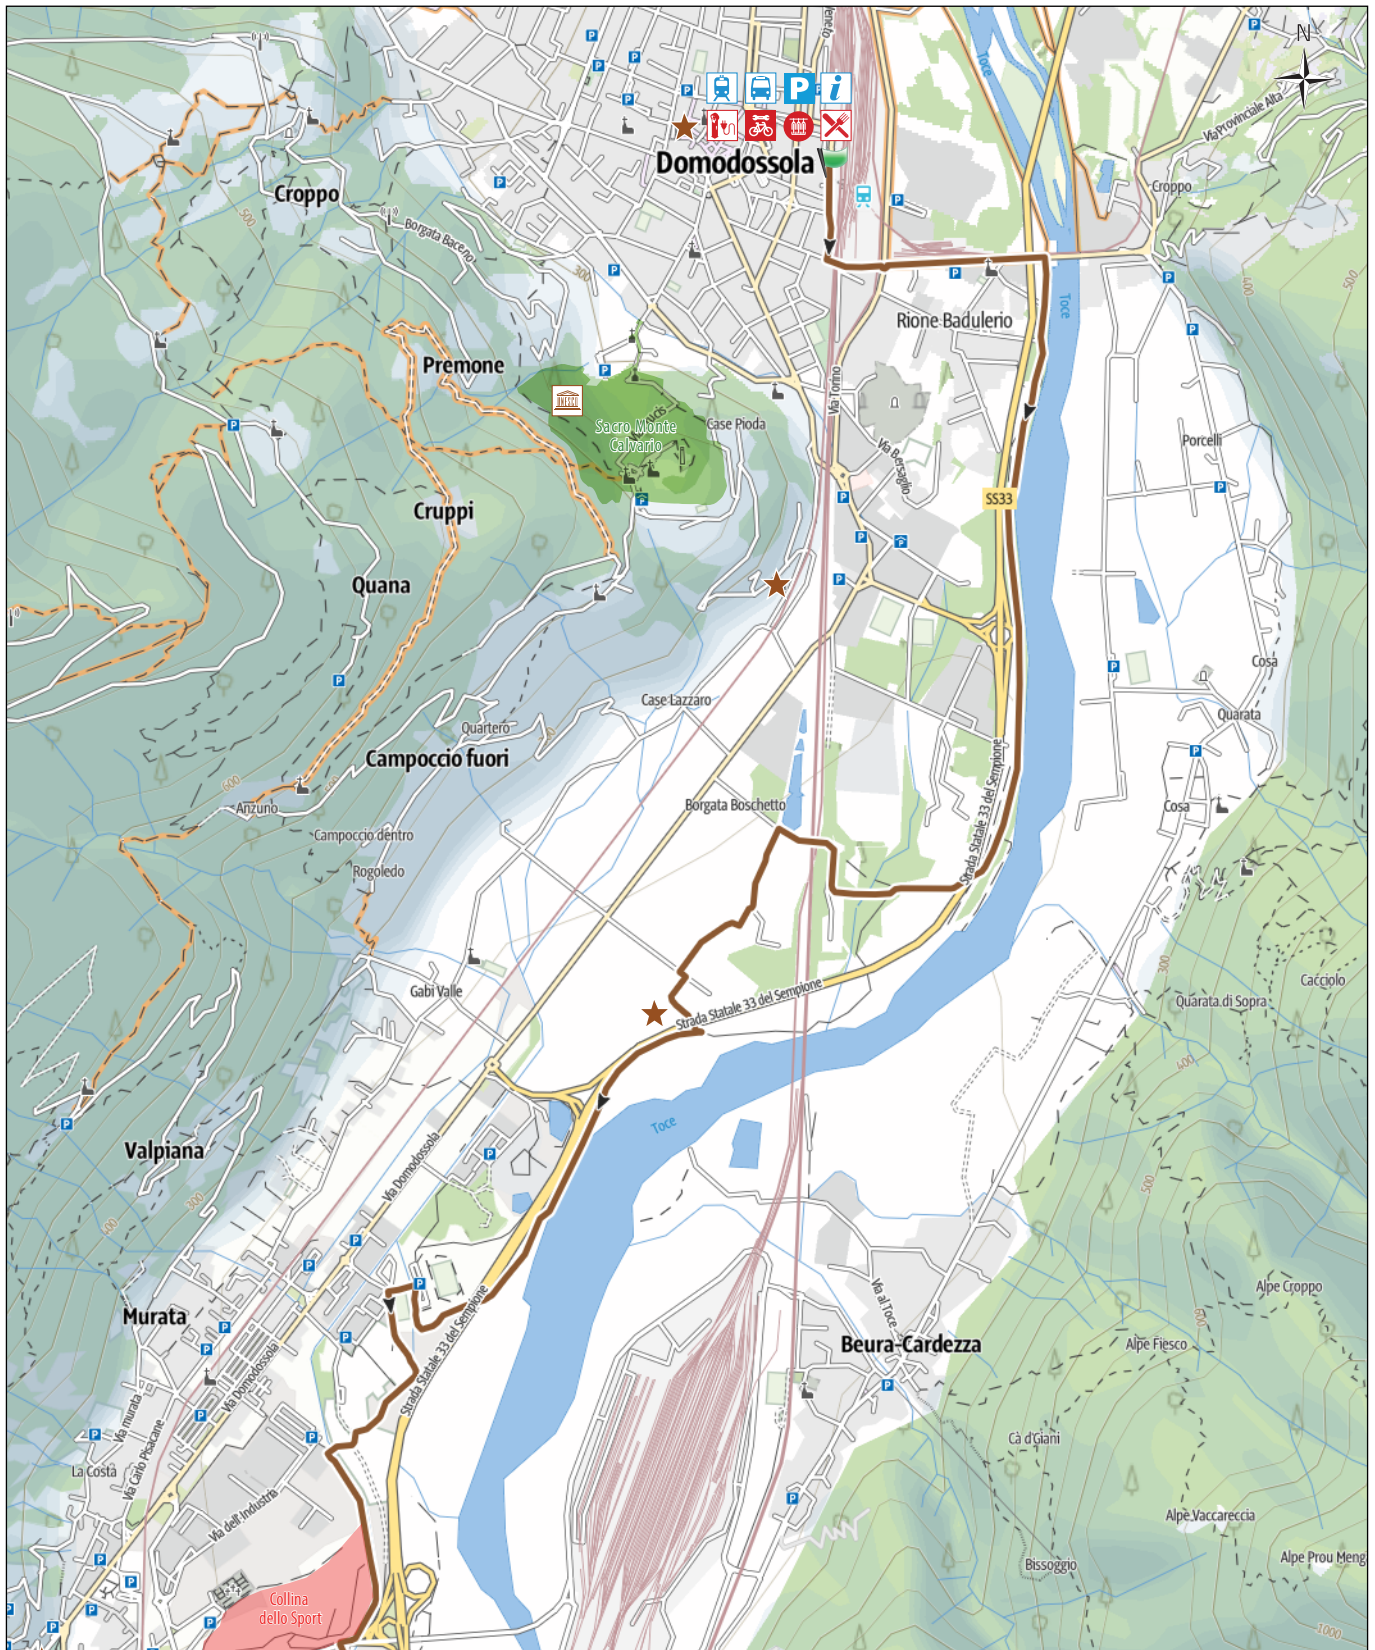 N
Toce
Via Provinciale Alta
P
i
Domodossola
Croppo
Croppo
500
Borgata Baceno
300
400
500
Toce
Rione Badulerio
Premone
Via Torino
Sacro Monte
Calvario
Case Pioda
Porcelli
Via Bersaglio
SS33
Cruppi
Quana
Cosa
Case Lazzaro
Quarata
Quartero
Campoccio fuori
600
Anzuno
Borgata Boschetto
Strada Statale 33 del Sempione
Cosa
Campoccio dentro
Rogoledo
300
Cacciolo
Gabi Valle
Quarata di Sopra
Strada Statale 33 del Sempione
400
Toce
Valpiana
Via Domodossola
500
300
400
Alpe Croppo
Via al Toce
600
Murata
Strada Statale 33 del Sempione
Beura-Cardezza
Alpe Fiesco
Via Domodossola
Via murata
Via Carlo Pisacane
Cà d'Giani
La Costa
Via dell'Industria
Alpe Vaccareccia
Bissoggio
Alpe Prou Meng
Collina
dello Sport
1000